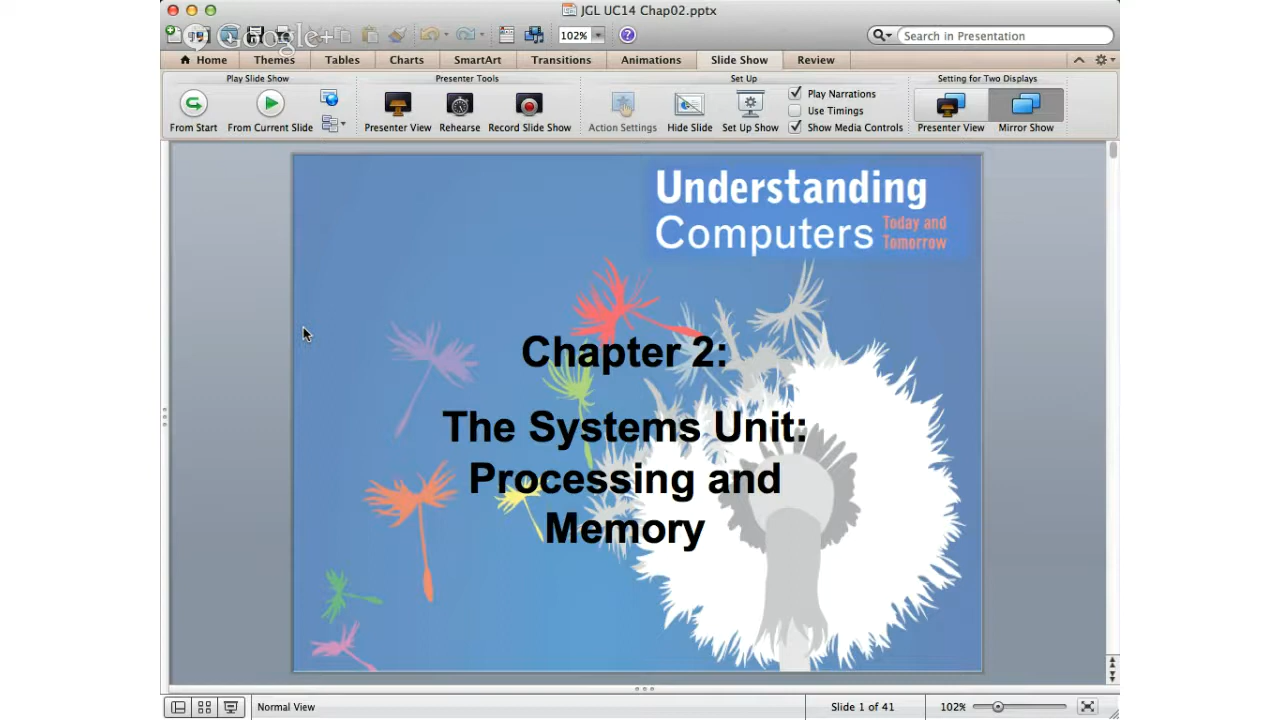 JGL UC14 Chap02.pptx
Google+
102%
Search in Presentation
Home Themes Tables Charts SmartArt Transitions Animations Slide Show Review
Play Slide Show Presenter Tools Set Up Setting for Two Displays
Play Narrations
Use Timings
Show Media Controls
From Start From Current Slide Presenter View Rehearse Record Slide Show Action Settings Hide Slide Set Up Show Presenter View Mirror Show
Understanding
Computers Today and
Tomorrow
Chapter 2:
The Systems Unit:
Processing and
Memory
Normal View Slide 1 of 41 102%